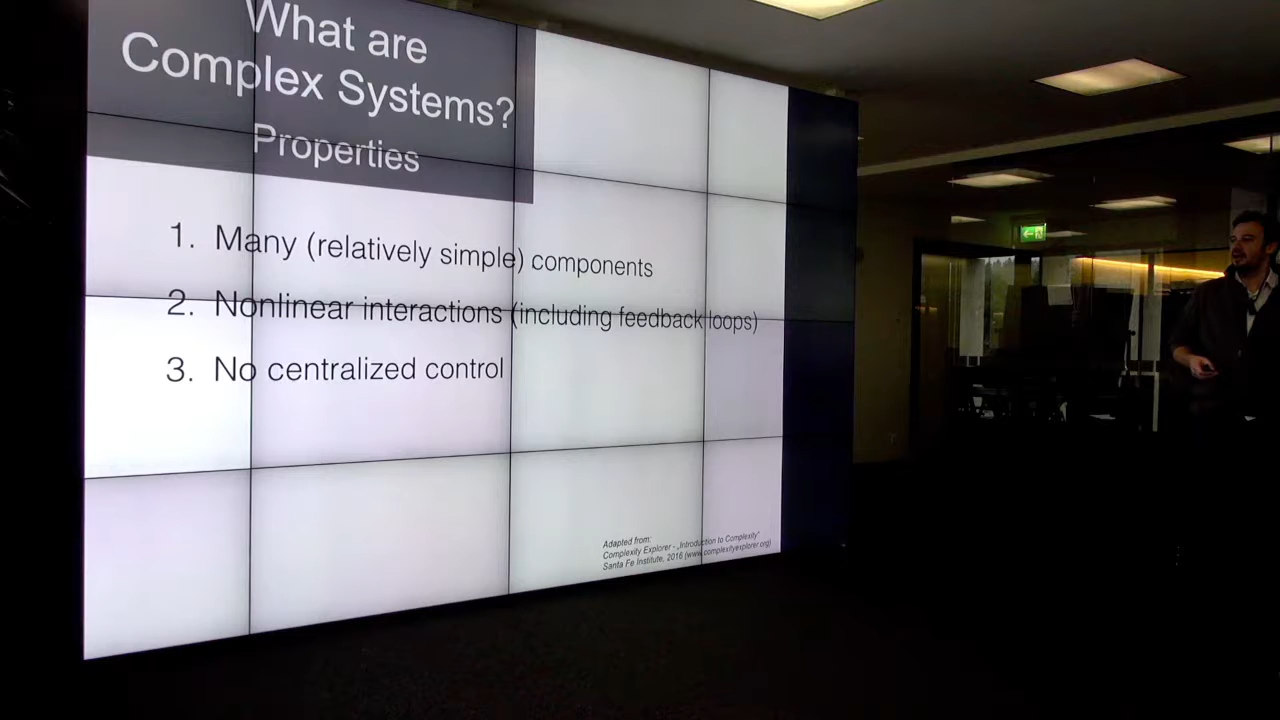 What are
Complex Systems?
Properties
1. Many (relatively simple) components
2. Nonlinear interactions (including feedback loops)
3. No centralized control
Adapted from:
Complexity Explorer - „Introduction to Complexity"
Santa Fe Institute, 2016 (www.complexityexplorer.org)